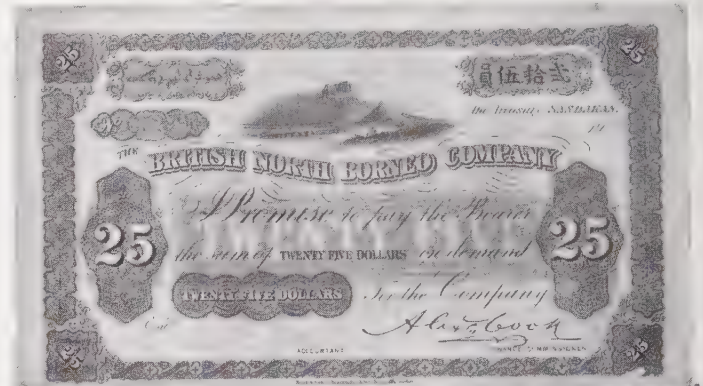 25
25
員伍拾弍
the Treasury SANDAKAN,
THE BRITISH NORTH BORNEO COMPANY
I Promise to pay the Bearer
25
25
the sum of TWENTY FIVE DOLLARS on demand
TWENTY FIVE DOLLARS
For the Company
Alex Cook
ACCOUNTANT
25
25